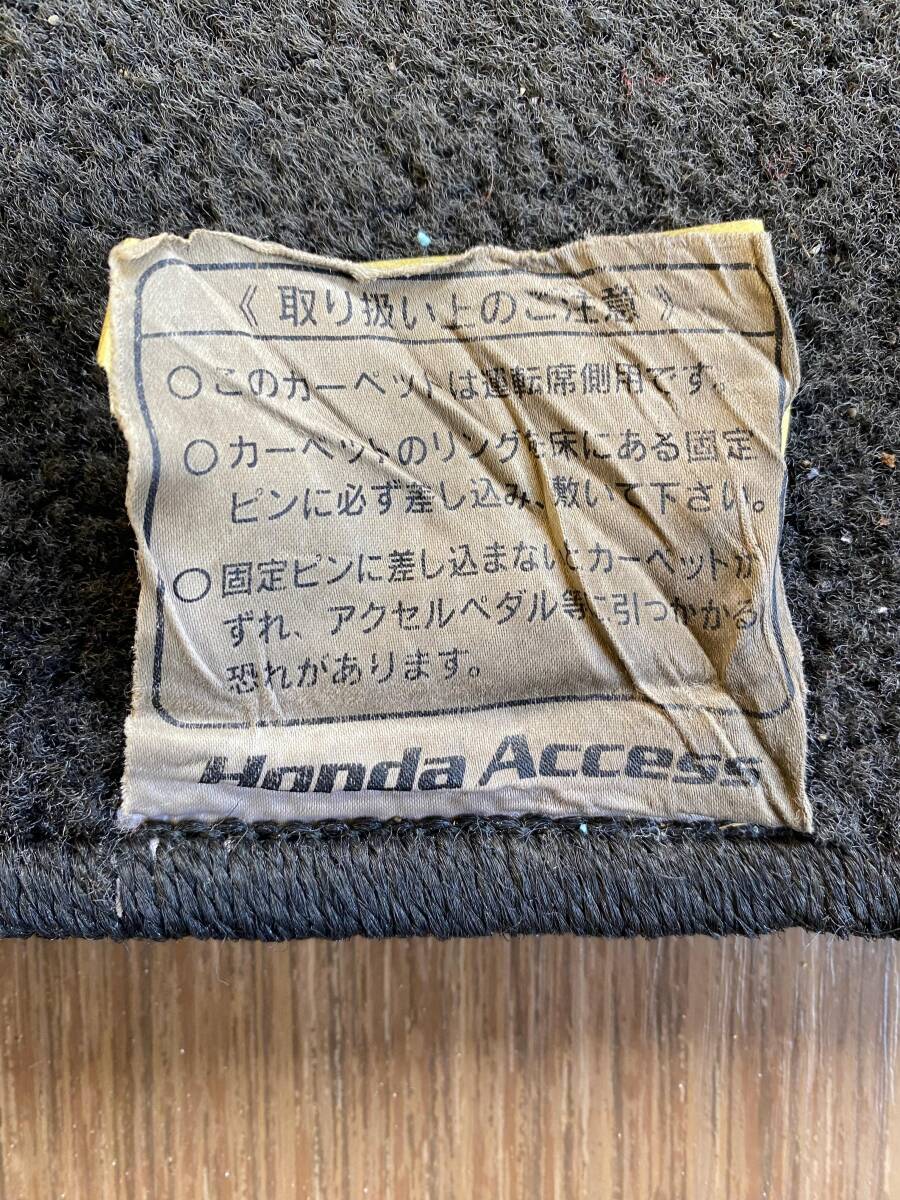 《 取り扱い上のご注意 》
○このカーペットは運転席側用です。
○カーペットのリングを床にある固定
ピンに必ず差し込み、敷いて下さい。
○固定ピンに差し込まないとカーペットが
ずれ、アクセルペダル等に引っかかる
恐れがあります。
Honda Access